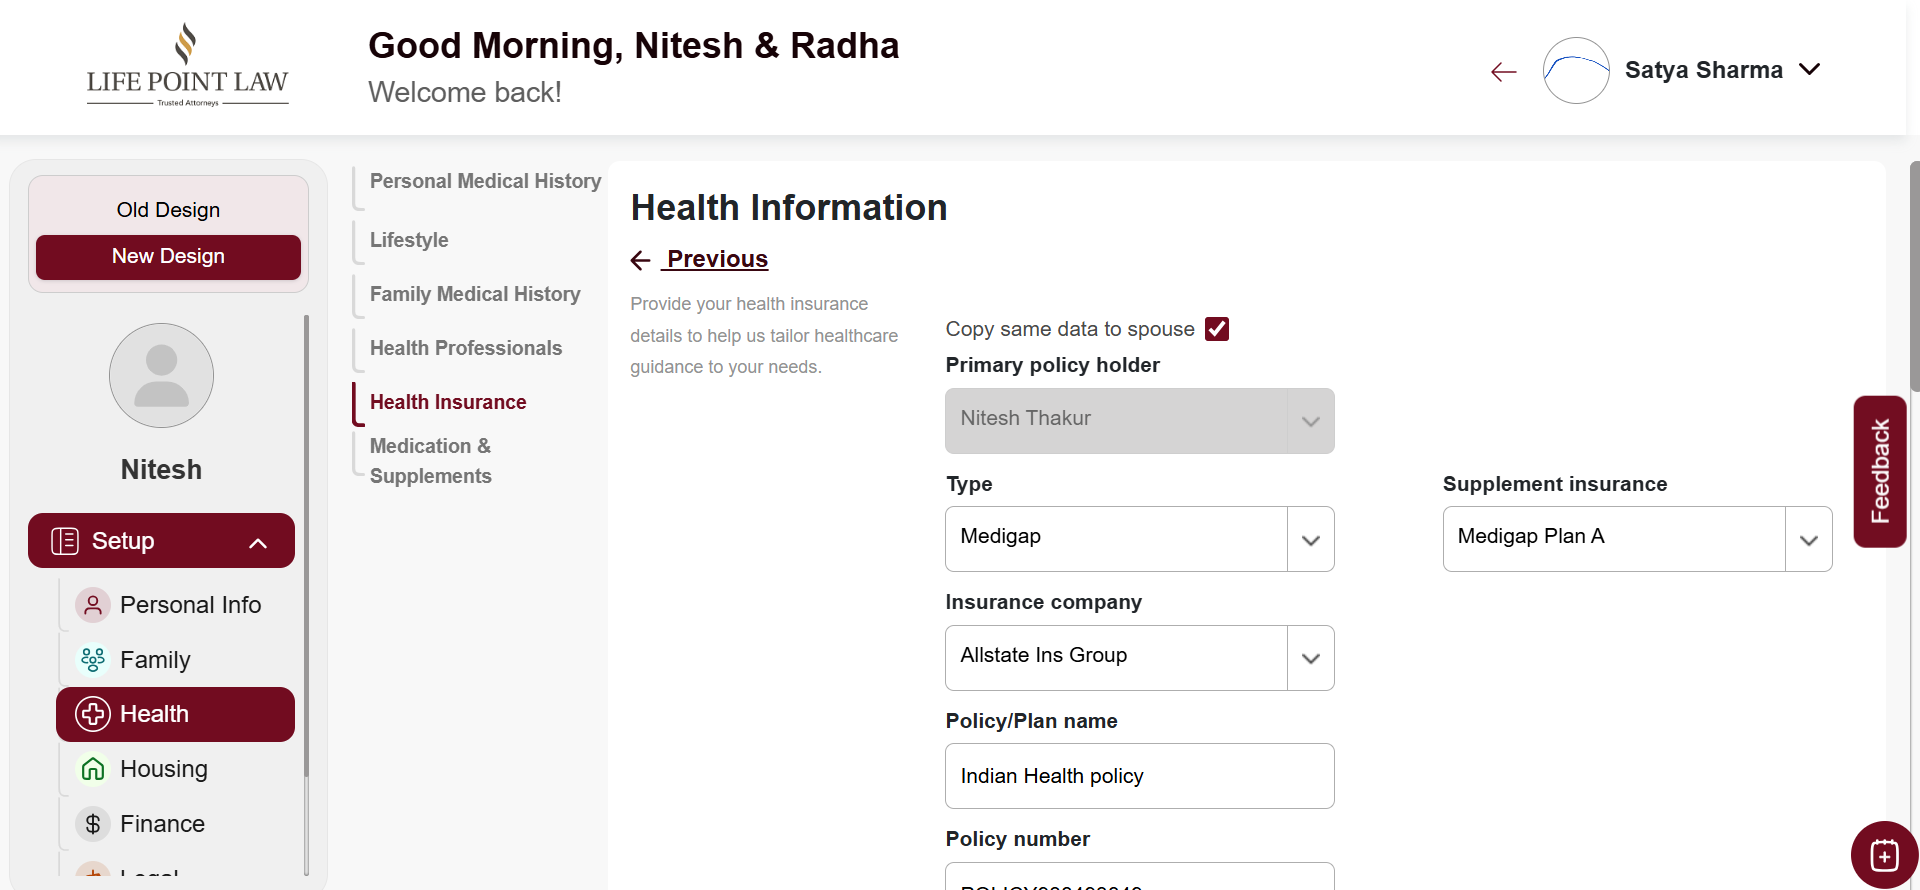 LIFE POINT LAW
Trusted Attorneys
Good Morning, Nitesh & Radha
Welcome back!
Satya Sharma
Old Design
New Design
Nitesh
Setup
Personal Info
Family
Health
Housing
Finance
Legal
Personal Medical History
Lifestyle
Family Medical History
Health Professionals
Health Insurance
Medication &
Supplements
Health Information
Previous
Provide your health insurance
details to help us tailor healthcare
guidance to your needs.
Copy same data to spouse
Primary policy holder
Nitesh Thakur
Type
Medigap
Supplement insurance
Medigap Plan A
Insurance company
Allstate Ins Group
Policy/Plan name
Indian Health policy
Policy number
Feedback